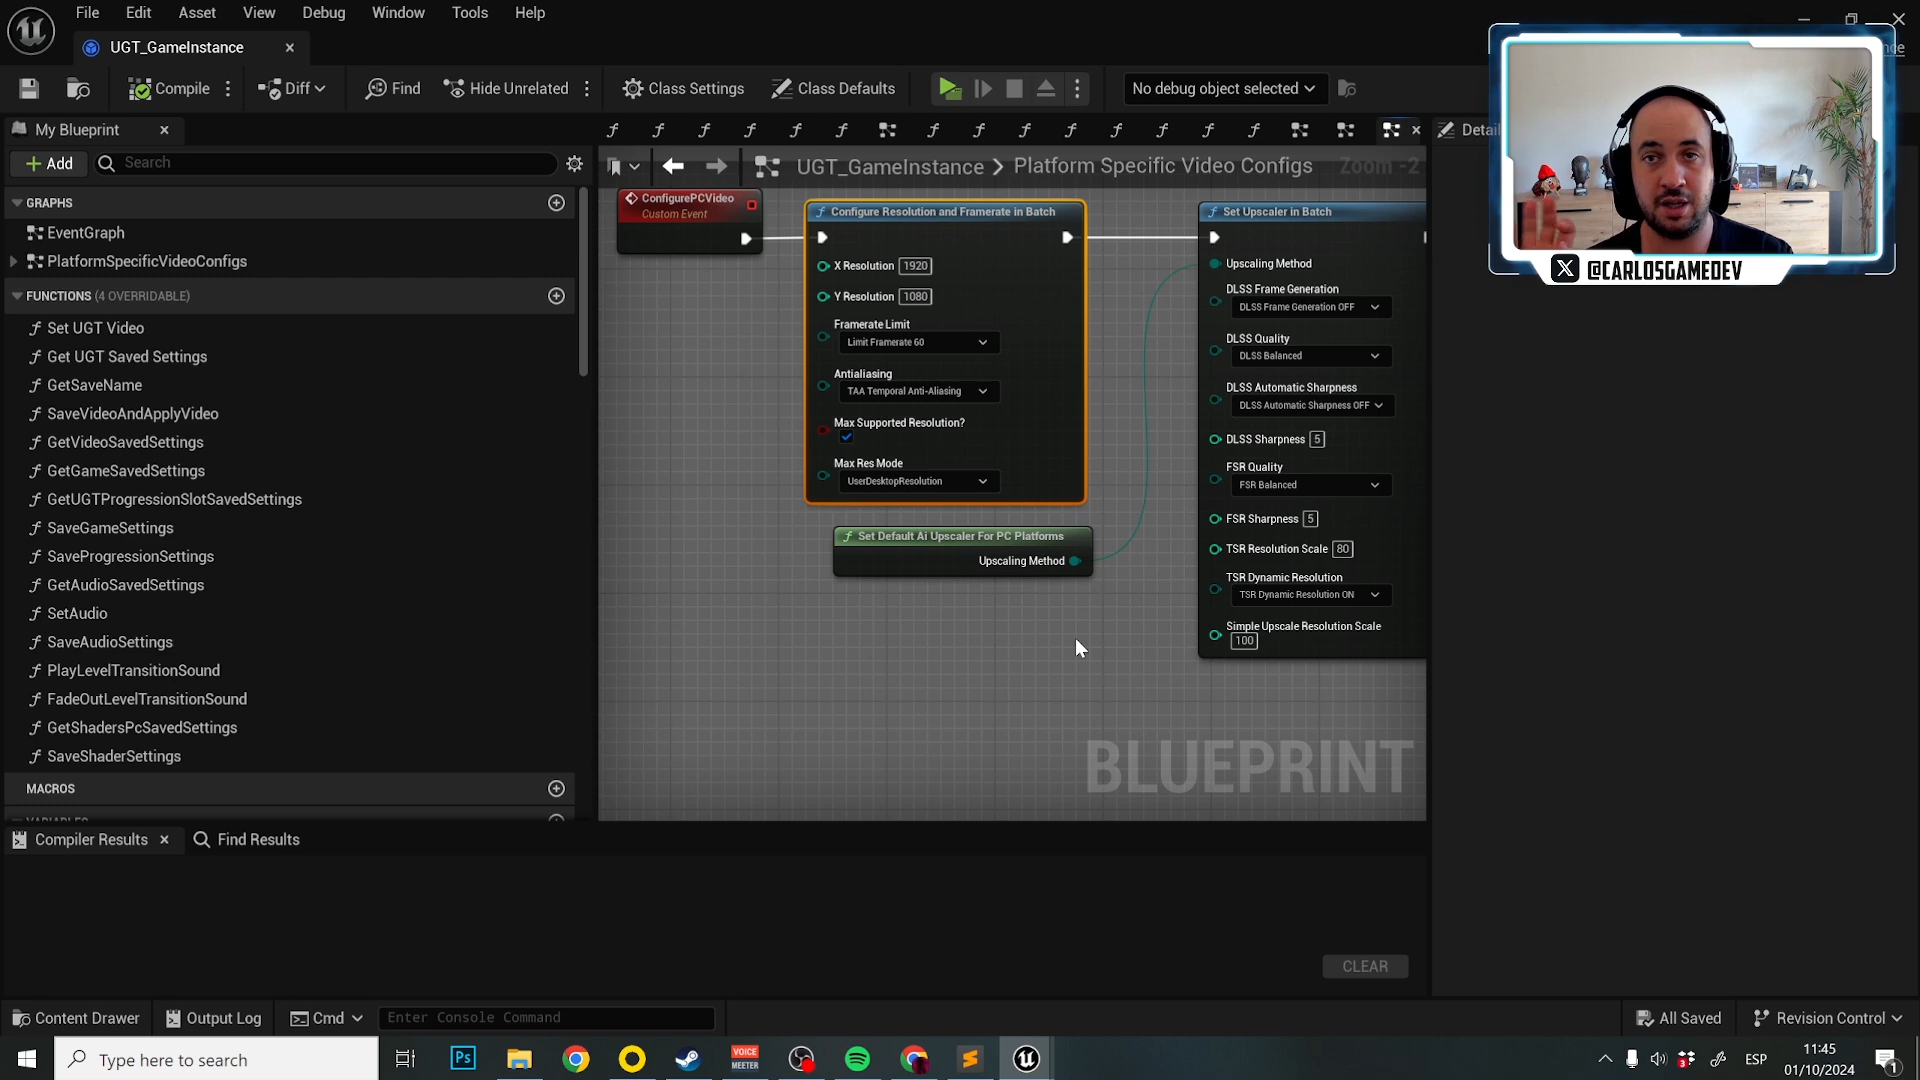 File Edit Asset View Debug Window Tools Help
UGT_GameInstance
Compile Diff Find Hide Unrelated Class Settings Class Defaults No debug object selected
My Blueprint
Details
Add Search
UGT_GameInstance > Platform Specific Video Configs Zoom -2
GRAPHS
EventGraph
PlatformSpecificVideoConfigs
FUNCTIONS (4 OVERRIDABLE)
Set UGT Video
Get UGT Saved Settings
GetSaveName
SaveVideoAndApplyVideo
GetVideoSavedSettings
GetGameSavedSettings
GetUGTProgressionSlotSavedSettings
SaveGameSettings
SaveProgressionSettings
GetAudioSavedSettings
SetAudio
SaveAudioSettings
PlayLevelTransitionSound
FadeOutLevelTransitionSound
GetShadersPcSavedSettings
SaveShaderSettings
MACROS
VARIABLES
ConfigurePCVideo
Custom Event
Configure Resolution and Framerate in Batch
X Resolution 1920
Y Resolution 1080
Framerate Limit
Limit Framerate 60
Antialiasing
TAA Temporal Anti-Aliasing
Max Supported Resolution?
Max Res Mode
UserDesktopResolution
Set Default Ai Upscaler For PC Platforms
Upscaling Method
Set Upscaler in Batch
Upscaling Method
DLSS Frame Generation
DLSS Frame Generation OFF
DLSS Quality
DLSS Balanced
DLSS Automatic Sharpness
DLSS Automatic Sharpness OFF
DLSS Sharpness 5
FSR Quality
FSR Balanced
FSR Sharpness 5
TSR Resolution Scale 80
TSR Dynamic Resolution
TSR Dynamic Resolution ON
Simple Upscale Resolution Scale
100
BLUEPRINT
X @CARLOSGAMEDEV
Compiler Results Find Results
CLEAR
Content Drawer Output Log Cmd Enter Console Command All Saved Revision Control
Type here to search
Ps
VOICE
MEETER
ESP
11:45
01/10/2024
1